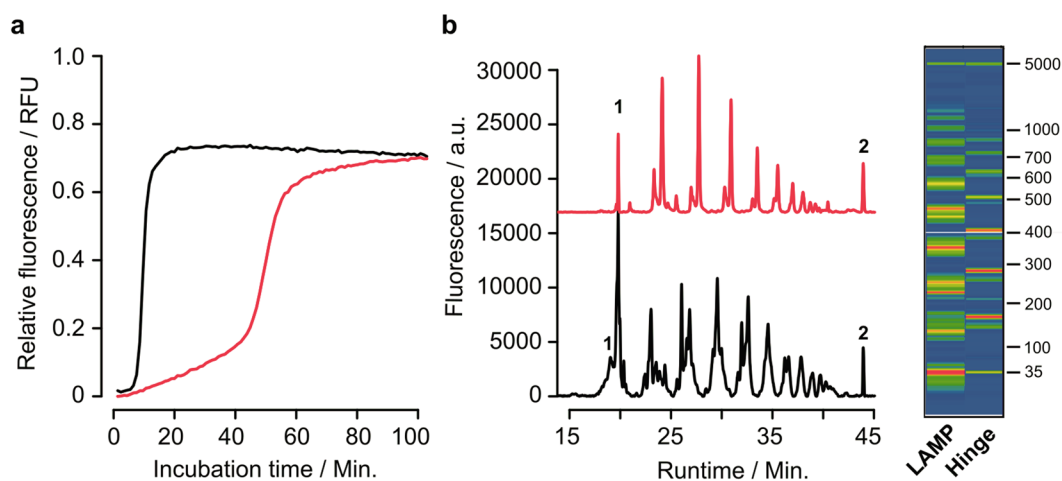 a
1.0
0.8
0.6
0.4
0.2
0
Relative fluorescence / RFU
0 20 40 60 80 100
Incubation time / Min.
b
30000
25000
20000
15000
10000
5000
0
Fluorescence / a.u.
1
2
1
2
15 25 35 45
Runtime / Min.
5000
1000
700
600
500
400
300
200
100
35
LAMP
Hinge